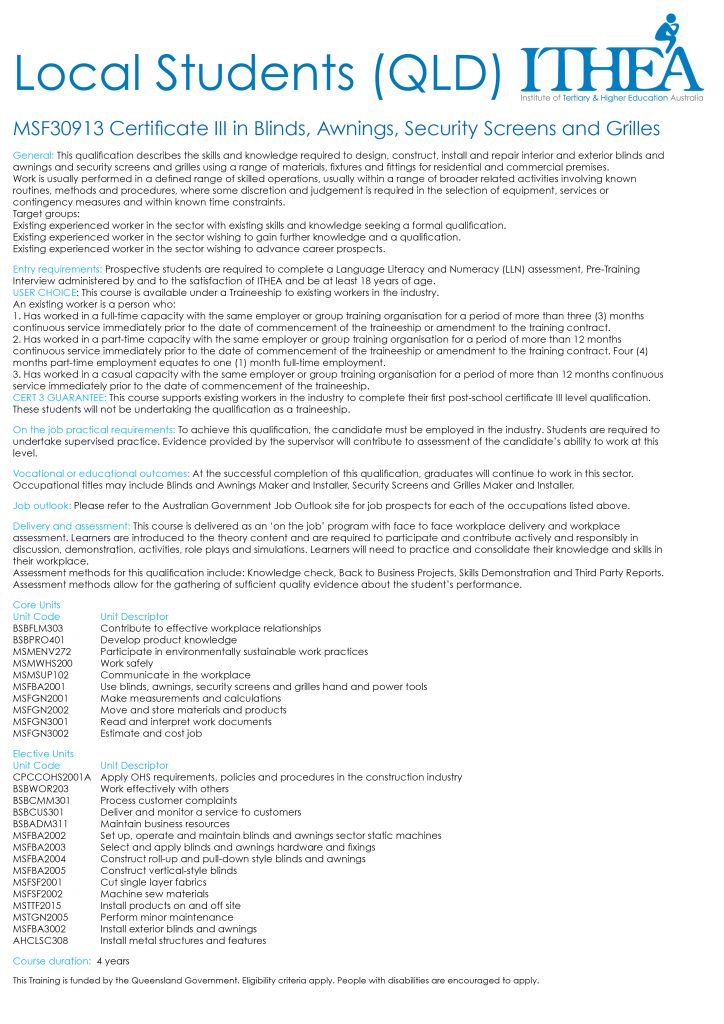 Local Students (QLD)
ITHEA
Institute of Tertiary & Higher Education Australia
MSF30913 Certificate III in Blinds, Awnings, Security Screens and Grilles
General: This qualification describes the skills and knowledge required to design, construct, install and repair interior and exterior blinds and
awnings and security screens and grilles using a range of materials, fixtures and fittings for residential and commercial premises.
Work is usually performed in a defined range of skilled operations, usually within a range of broader related activities involving known
routines, methods and procedures, where some discretion and judgement is required in the selection of equipment, services or
contingency measures and within known time constraints.
Target groups:
Existing experienced worker in the sector with existing skills and knowledge seeking a formal qualification.
Existing experienced worker in the sector wishing to gain further knowledge and a qualification.
Existing experienced worker in the sector wishing to advance career prospects.
Entry requirements: Prospective students are required to complete a Language Literacy and Numeracy (LLN) assessment, Pre-Training
Interview administered by and to the satisfaction of ITHEA and be at least 18 years of age.
USER CHOICE: This course is available under a Traineeship to existing workers in the industry.
An existing worker is a person who:
1. Has worked in a full-time capacity with the same employer or group training organisation for a period of more than three (3) months
continuous service immediately prior to the date of commencement of the traineeship or amendment to the training contract.
2. Has worked in a part-time capacity with the same employer or group training organisation for a period of more than 12 months
continuous service immediately prior to the date of commencement of the traineeship or amendment to the training contract. Four (4)
months part-time employment equates to one (1) month full-time employment.
3. Has worked in a casual capacity with the same employer or group training organisation for a period of more than 12 months continuous
service immediately prior to the date of commencement of the traineeship.
CERT 3 GUARANTEE: This course supports existing workers in the industry to complete their first post-school certificate III level qualification.
These students will not be undertaking the qualification as a traineeship.
On the job practical requirements: To achieve this qualification, the candidate must be employed in the industry. Students are required to
undertake supervised practice. Evidence provided by the supervisor will contribute to assessment of the candidate's ability to work at this
level.
Vocational or educational outcomes: At the successful completion of this qualification, graduates will continue to work in this sector.
Occupational titles may include Blinds and Awnings Maker and Installer, Security Screens and Grilles Maker and Installer.
Job outlook: Please refer to the Australian Government Job Outlook site for job prospects for each of the occupations listed above.
Delivery and assessment: This course is delivered as an 'on the job' program with face to face workplace delivery and workplace
assessment. Learners are introduced to the theory content and are required to participate and contribute actively and responsibly in
discussion, demonstration, activities, role plays and simulations. Learners will need to practice and consolidate their knowledge and skills in
their workplace.
Assessment methods for this qualification include: Knowledge check, Back to Business Projects, Skills Demonstration and Third Party Reports.
Assessment methods allow for the gathering of sufficient quality evidence about the student's performance.
Core Units
Unit Code Unit Descriptor
BSBFLM303 Contribute to effective workplace relationships
BSBPRO401 Develop product knowledge
MSMENV272 Participate in environmentally sustainable work practices
MSMWHS200 Work safely
MSMSUP102 Communicate in the workplace
MSFBA2001 Use blinds, awnings, security screens and grilles hand and power tools
MSFGN2001 Make measurements and calculations
MSFGN2002 Move and store materials and products
MSFGN3001 Read and interpret work documents
MSFGN3002 Estimate and cost job
Elective Units
Unit Code Unit Descriptor
CPCCOHS2001A Apply OHS requirements, policies and procedures in the construction industry
BSBWOR203 Work effectively with others
BSBCMM301 Process customer complaints
BSBCUS301 Deliver and monitor a service to customers
BSBADM311 Maintain business resources
MSFBA2002 Set up, operate and maintain blinds and awnings sector static machines
MSFBA2003 Select and apply blinds and awnings hardware and fixings
MSFBA2004 Construct roll-up and pull-down style blinds and awnings
MSFBA2005 Construct vertical-style blinds
MSFSF2001 Cut single layer fabrics
MSFSF2002 Machine sew materials
MSTTF2015 Install products on and off site
MSTGN2005 Perform minor maintenance
MSFBA3002 Install exterior blinds and awnings
AHCLSC308 Install metal structures and features
Course duration: 4 years
This Training is funded by the Queensland Government. Eligibility criteria apply. People with disabilities are encouraged to apply.